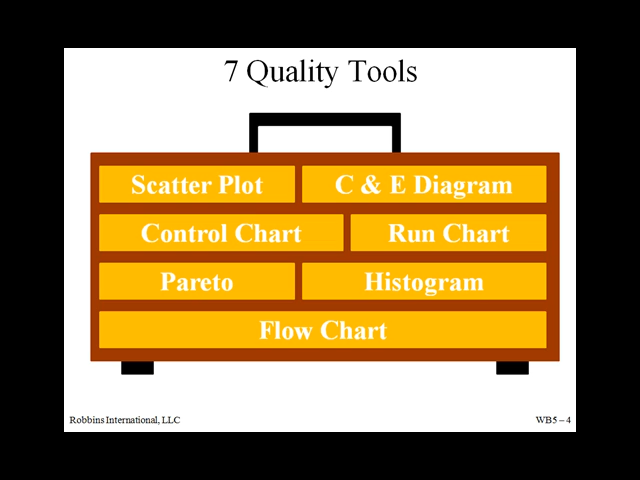 7 Quality Tools
Scatter Plot
C & E Diagram
Control Chart
Run Chart
Pareto
Histogram
Flow Chart
Robbins International, LLC
WB5 – 4